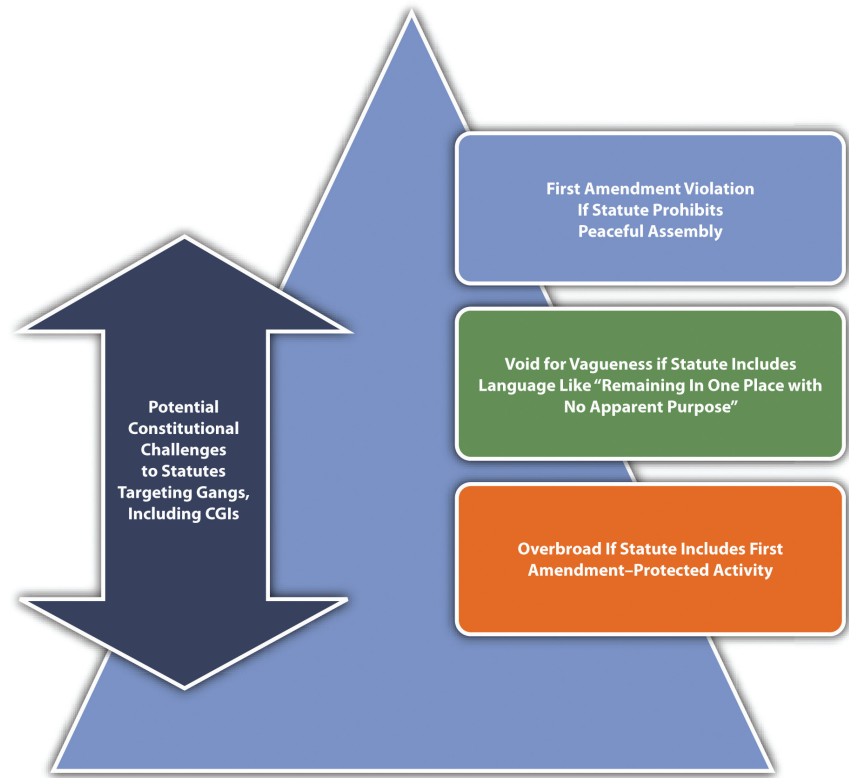 First Amendment Violation
If Statute Prohibits
Peaceful Assembly
Void for Vagueness if Statute Includes
Language Like “Remaining In One Place with
No Apparent Purpose”
Potential
Constitutional
Challenges
to Statutes
Targeting Gangs,
Including CGIs
Overbroad If Statute Includes First
Amendment–Protected Activity